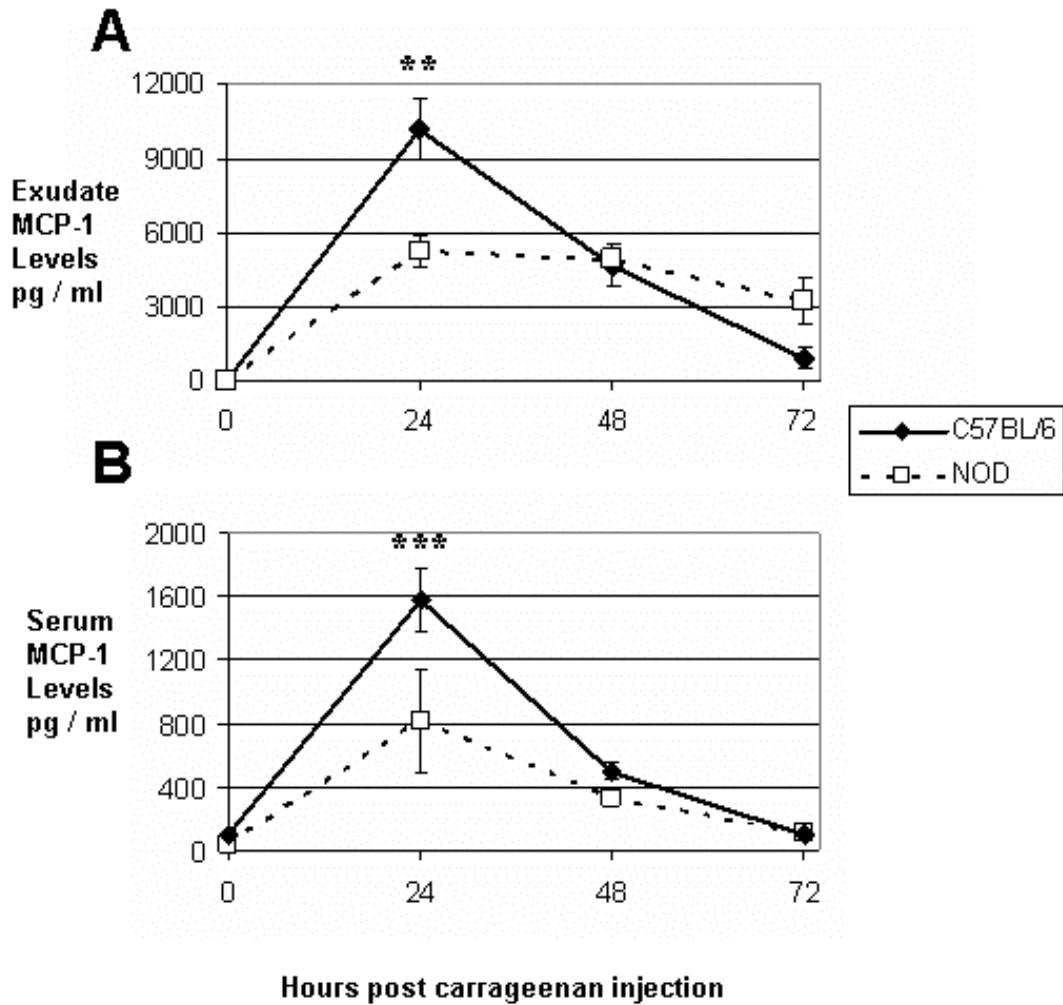 A
**
12000
9000
6000
3000
0
Exudate
MCP-1
Levels
pg / ml
0 24 48 72
C57BL/6
NOD
B
***
2000
1600
1200
800
400
0
Serum
MCP-1
Levels
pg / ml
0 24 48 72
Hours post carrageenan injection